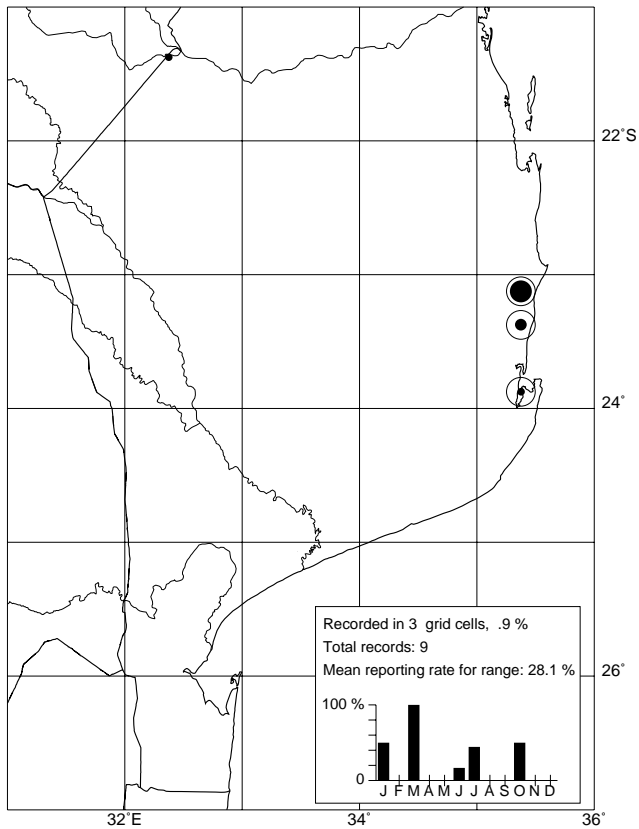 22˚S
24˚
Recorded in 3 grid cells, .9 %
Total records: 9
Mean reporting rate for range: 28.1 %
26˚
100 %
0
J F M A M J J A S O N D
32˚E
34˚
36˚